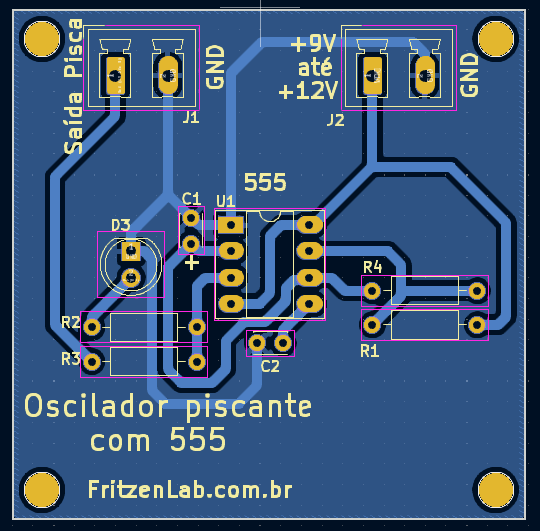 Saída Pisca
GND
J1
+9V
até
+12V
J2
GND
555
C1
U1
D3
+
R4
R2
R1
R3
C2
Oscilador piscante
com 555
FritzenLab.com.br